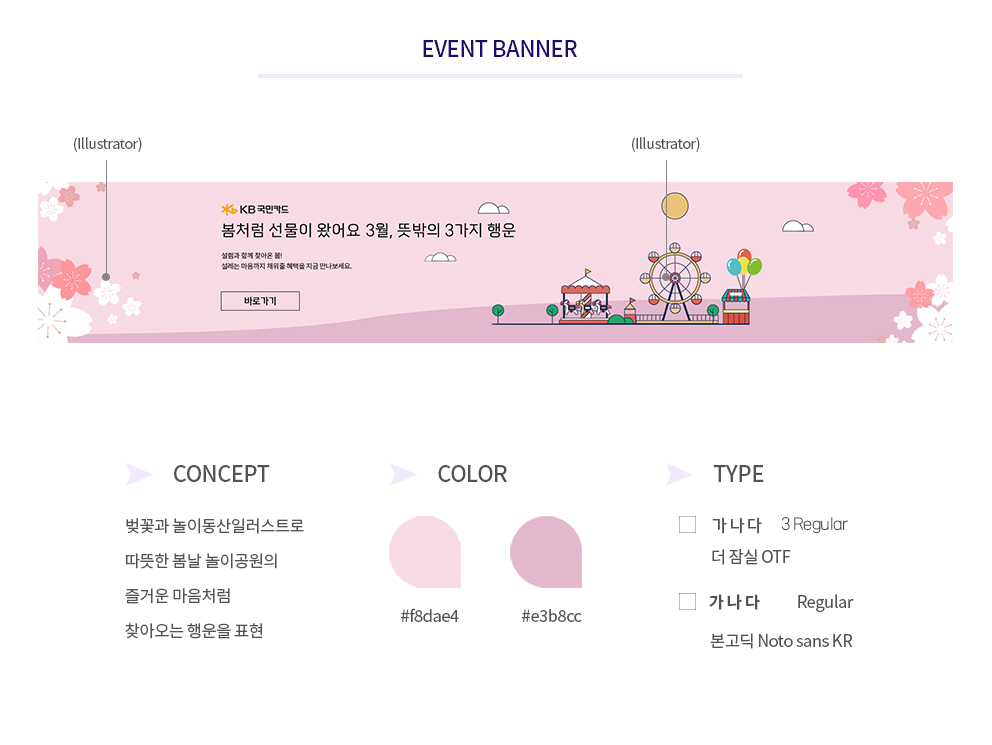 EVENT BANNER
(Illustrator)
(Illustrator)
KB국민카드
봄처럼 선물이 왔어요 3월, 뜻밖의 3가지 행운
설렘과 함께 찾아온 봄!
설레는 마음까지 채워줄 혜택을 지금 만나보세요.
바로가기
CONCEPT
벚꽃과 놀이동산일러스트로
따뜻한 봄날 놀이공원의
즐거운 마음처럼
찾아오는 행운을 표현
COLOR
#f8dae4
#e3b8cc
TYPE
가나다 3 Regular
더 잠실 OTF
가나다 Regular
본고딕 Noto sans KR